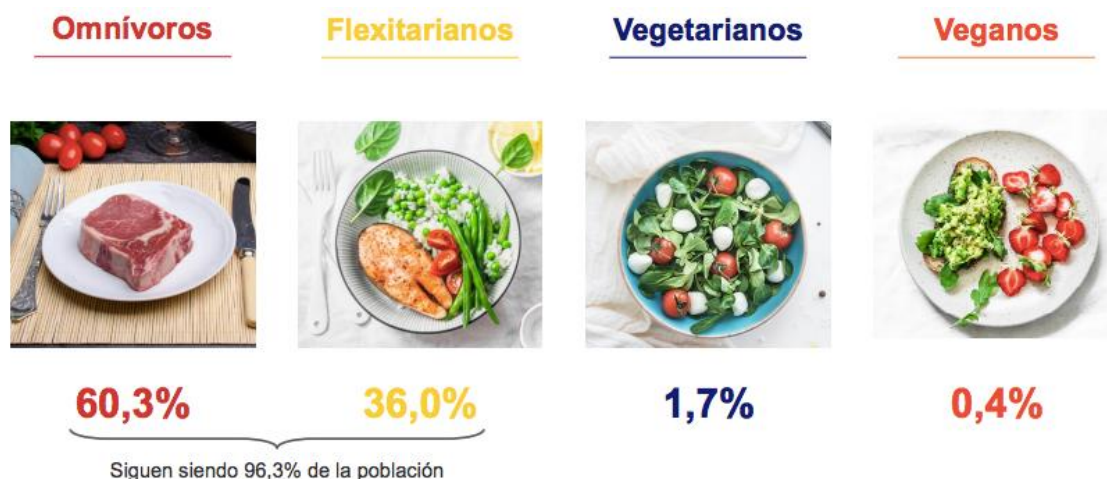 Omnívoros
Flexitarianos
Vegetarianos
Veganos
60,3%
36,0%
1,7%
0,4%
Siguen siendo 96,3% de la población